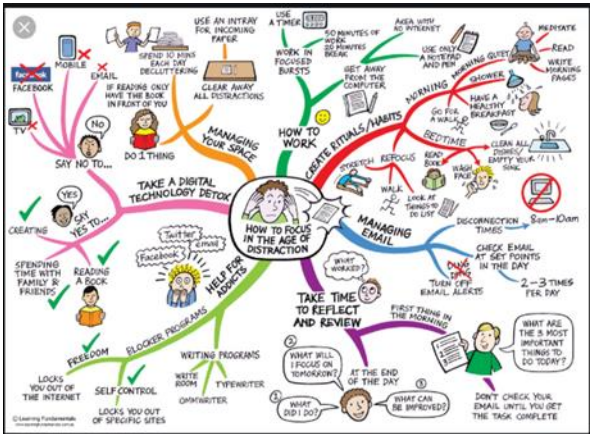 HOW TO FOCUS
IN THE AGE OF
DISTRACTION
MANAGING
YOUR SPACE
USE AN INTRAY
FOR INCOMING
PAPER
CLEAR AWAY
ALL DISTRACTIONS
SPEND 10 MINS
EACH DAY
DECLUTTERING
IF READING ONLY
HAVE THE BOOK
IN FRONT OF YOU
DO 1 THING
HOW TO
WORK
USE
A TIMER
WORK IN
FOCUSED
BURSTS
50 MINUTES OF
WORK
20 MINUTES
BREAK
GET AWAY
FROM THE
COMPUTER
AREA WITH
NO INTERNET
USE ONLY
A NOTEPAD
AND PEN
CREATE RITUALS/HABITS
MORNING
MORNING QUIET
MEDITATE
READ
WRITE
MORNING
PAGES
SHOWER
HAVE A
HEALTHY
BREAKFAST
GO FOR
A WALK
BEDTIME
CLEAN ALL
DISHES/
EMPTY YOUR
SINK
READ
BOOK
WASH
FACE
REFOCUS
STRETCH
WALK
LOOK AT
THINGS TO
DO LIST
MANAGING
EMAIL
DISCONNECTION
TIMES
8am-10am
CHECK EMAIL
AT SET POINTS
IN THE DAY
2-3 TIMES
PER DAY
TURN OFF
EMAIL ALERTS
TAKE TIME
TO REFLECT
AND REVIEW
WHAT
WORKED?
FIRST THING IN
THE MORNING
WHAT ARE
THE 3 MOST
IMPORTANT
THINGS TO
DO TODAY?
DON'T CHECK
YOUR EMAIL
UNTIL YOU GET
THE TASK COMPLETE
AT THE END
OF THE DAY
WHAT WILL
I FOCUS ON
TOMORROW?
WHAT
DID I DO?
WHAT CAN
BE IMPROVED?
HELP FOR
ADDICTS
Twitter
email
Facebook
BLOCKER PROGRAMS
FREEDOM
LOCKS YOU
OUT OF THE
INTERNET
SELF CONTROL
LOCKS YOU OUT
OF SPECIFIC SITES
WRITING PROGRAMS
WRITE
ROOM
OMMWRITER
TYPEWRITER
TAKE A DIGITAL
TECHNOLOGY DETOX
SAY NO TO...
NO
TV
facebook
FACEBOOK
MOBILE
EMAIL
YES
SAY
YES TO...
CREATING
SPENDING
TIME WITH
FAMILY &
FRIENDS
READING
A BOOK
© Learning Fundamentals